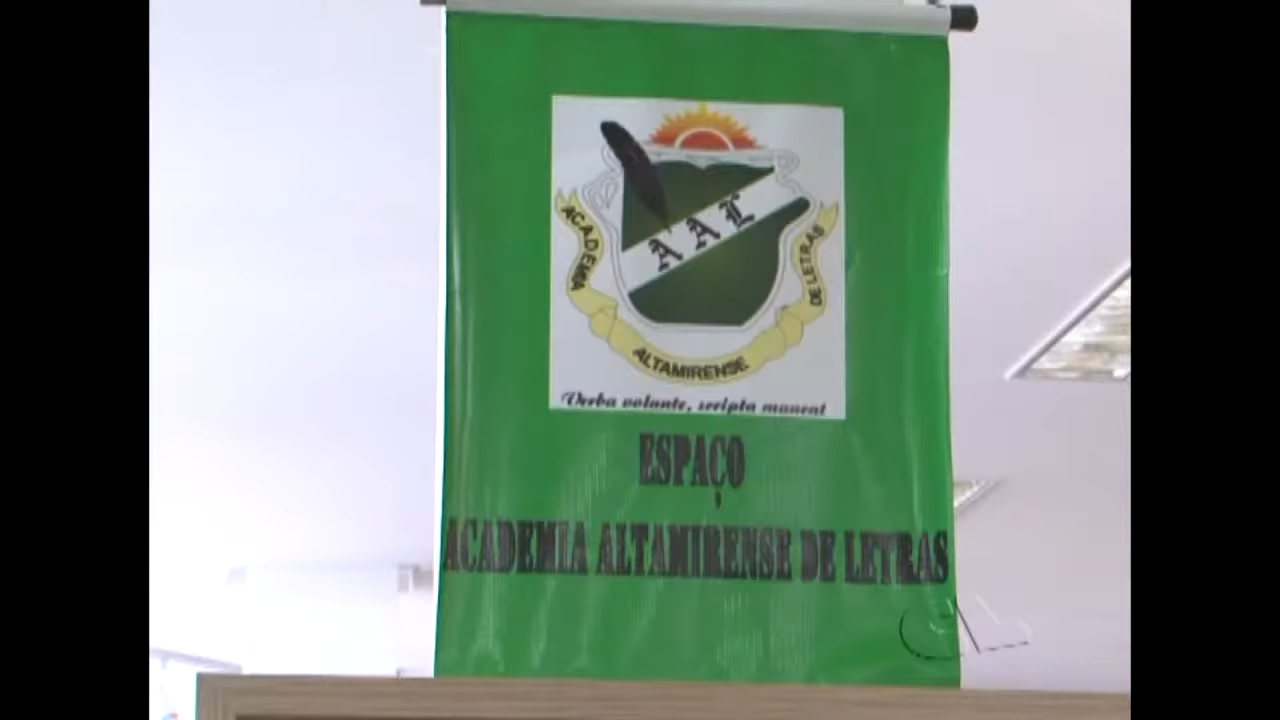 AAL
ACADEMIA
ALTAMIRENSE
DE LETRAS
Verba volante, scripta maneat
ESPAÇO
ACADEMIA ALTAMIRENSE DE LETRAS